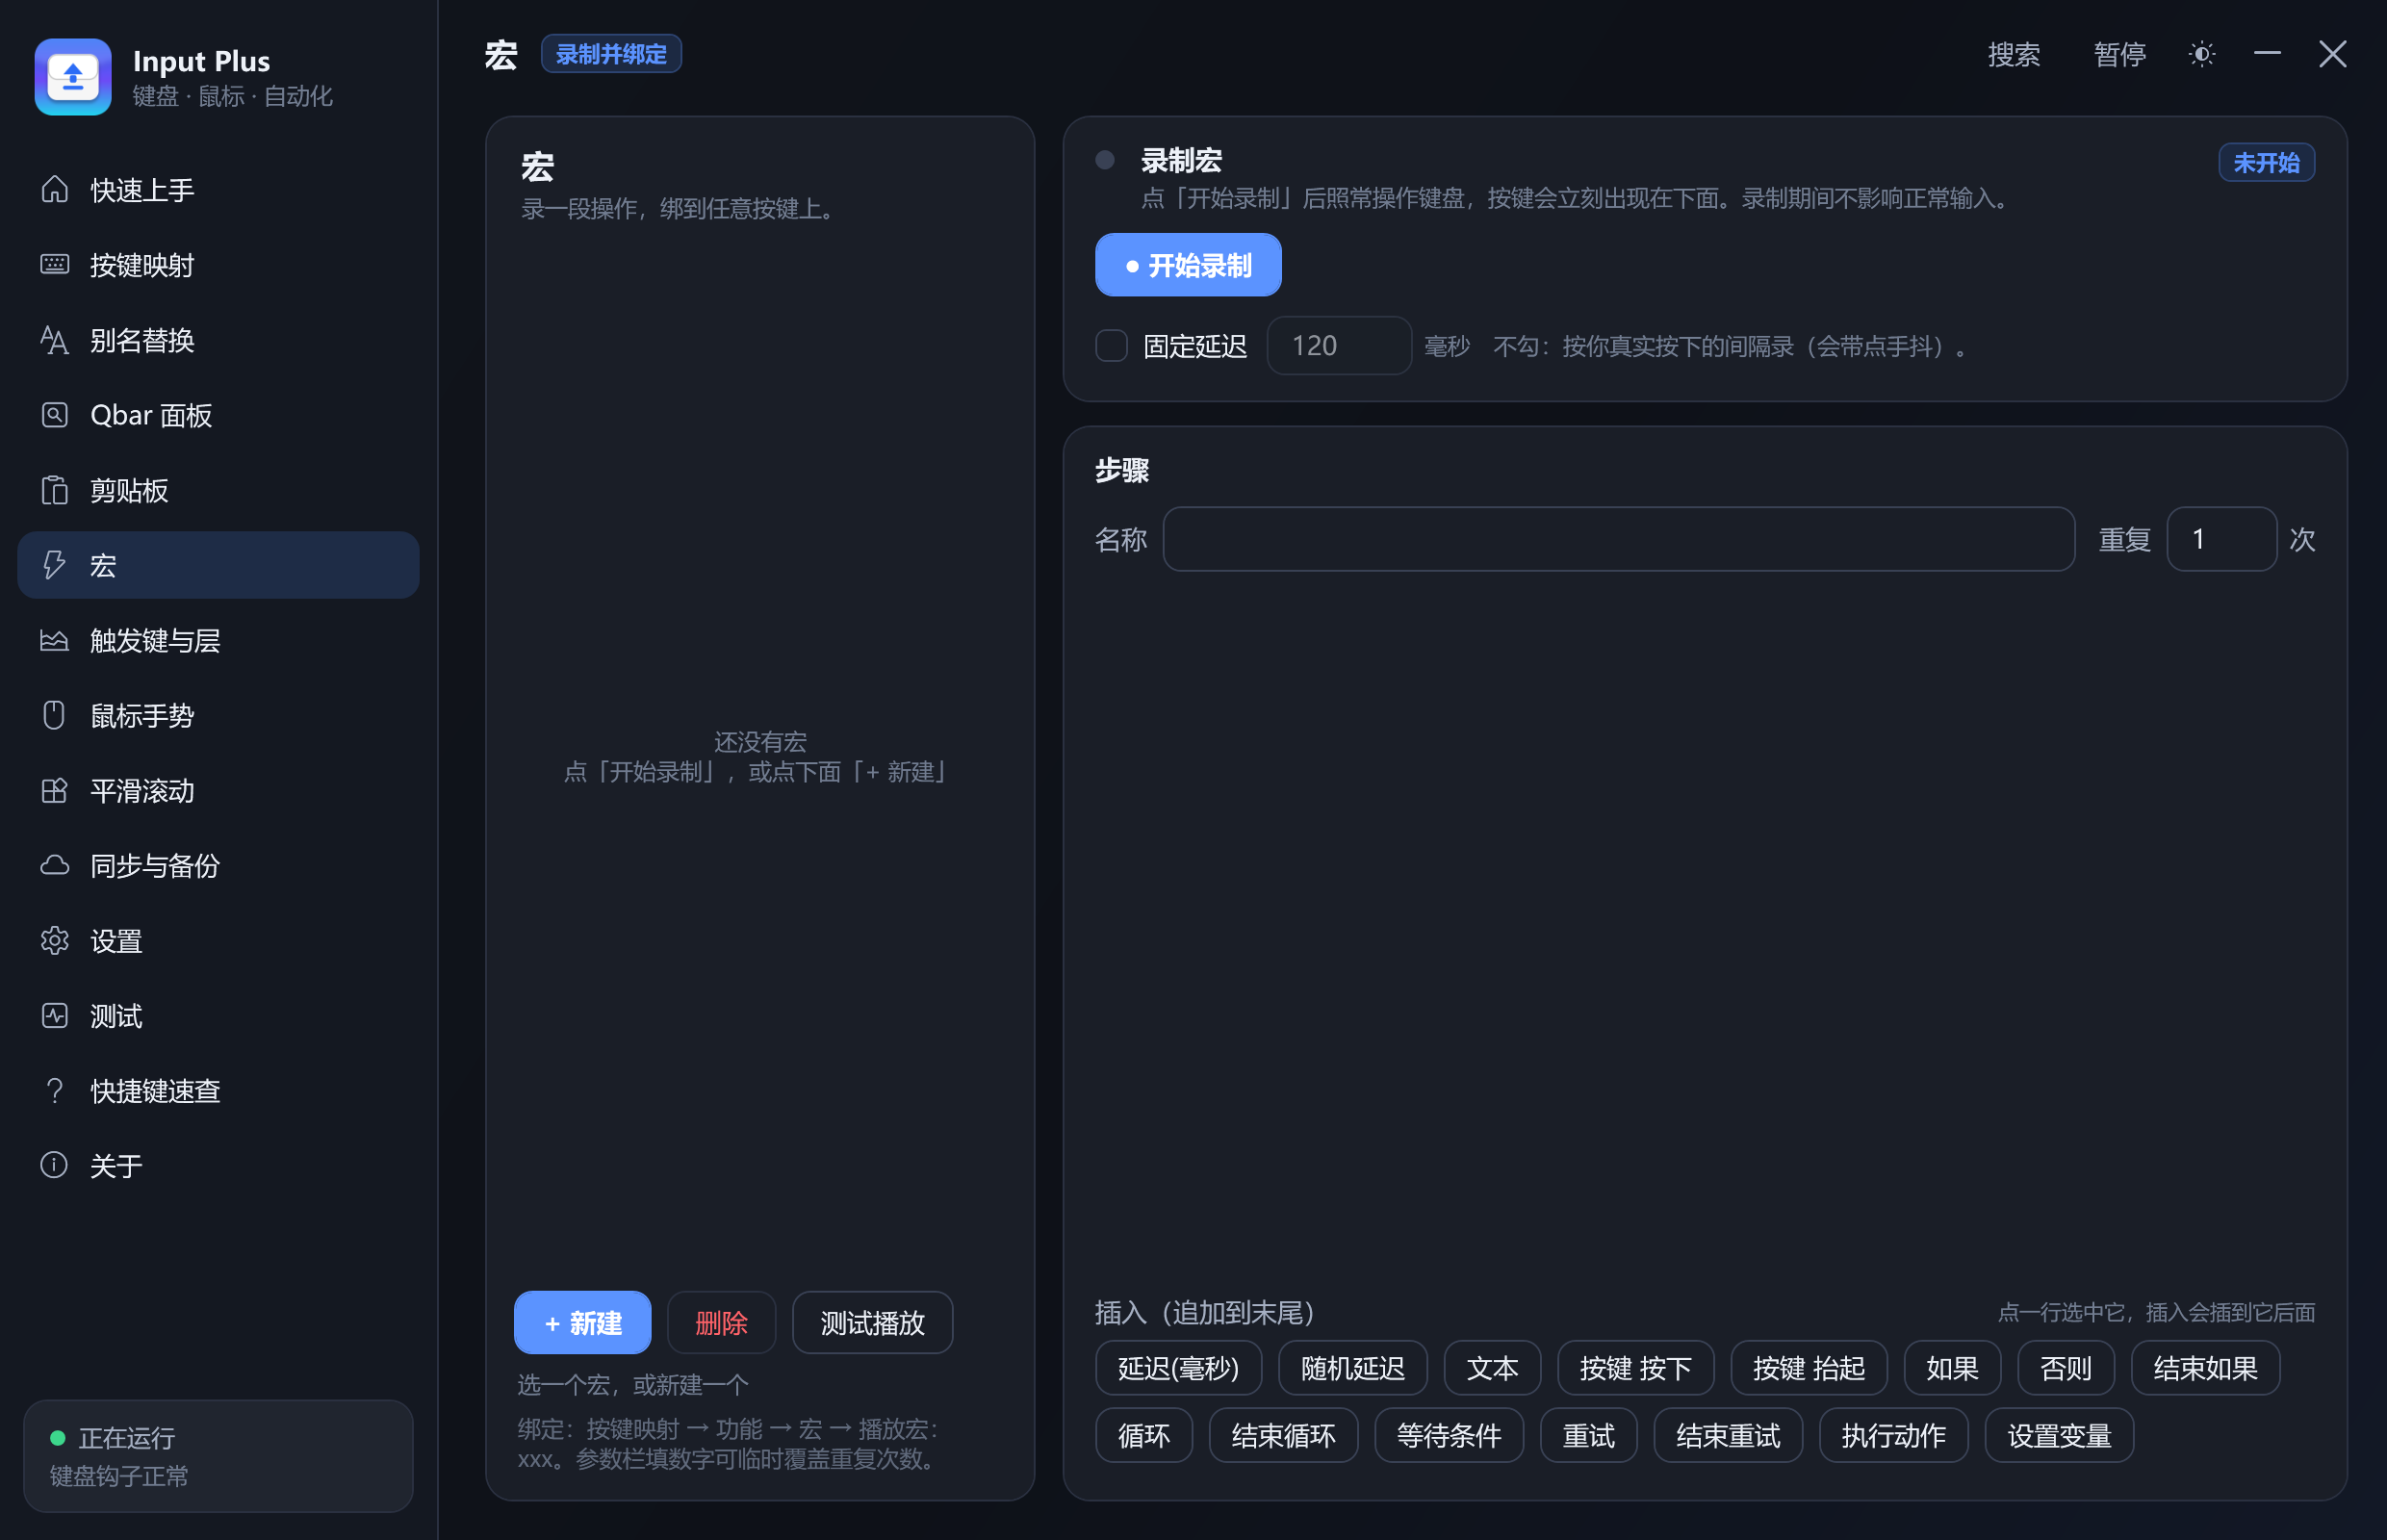 Input Plus
键盘 · 鼠标 · 自动化
快速上手
按键映射
别名替换
Qbar 面板
剪贴板
宏
触发键与层
鼠标手势
平滑滚动
同步与备份
设置
测试
快捷键速查
关于
正在运行
键盘钩子正常
宏 录制并绑定
搜索 暂停
宏
录一段操作，绑到任意按键上。
还没有宏
点「开始录制」，或点下面「+ 新建」
+ 新建 删除 测试播放
选一个宏，或新建一个
绑定：按键映射 → 功能 → 宏 → 播放宏：
xxx。参数栏填数字可临时覆盖重复次数。
录制宏 未开始
点「开始录制」后照常操作键盘，按键会立刻出现在下面。录制期间不影响正常输入。
开始录制
固定延迟 120 毫秒 不勾：按你真实按下的间隔录（会带点手抖）。
步骤
名称 重复 1 次
插入（追加到末尾） 点一行选中它，插入会插到它后面
延迟(毫秒) 随机延迟 文本 按键 按下 按键 抬起 如果 否则 结束如果
循环 结束循环 等待条件 重试 结束重试 执行动作 设置变量